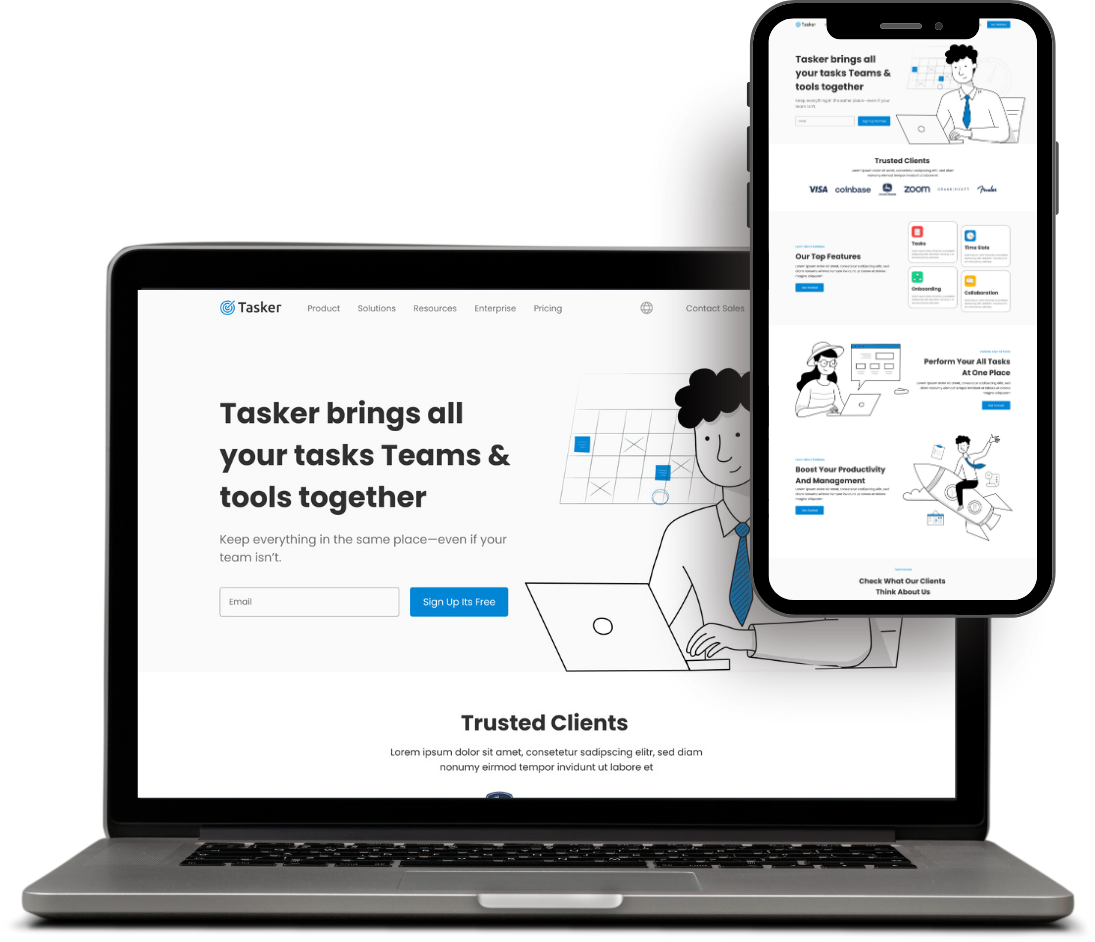 Tasker
Product
Solutions
Resources
Enterprise
Pricing
Contact Sales
Tasker brings all
your tasks Teams &
tools together
Keep everything in the same place—even if your
team isn't.
Email
Sign Up Its Free
Trusted Clients
Lorem ipsum dolor sit amet, consetetur sadipscing elitr, sed diam
nonumy eirmod tempor invidunt ut labore et
Tasker
Tasker brings all
your tasks Teams &
tools together
Keep everything in the same place—even if your
team isn't.
Trusted Clients
VISA
coinbase
zoom
Fender
Our Top Features
Tasks
Time Slots
Onboarding
Collaboration
Perform Your All Tasks
At One Place
Boost Your Productivity
And Management
Check What Our Clients
Think About Us